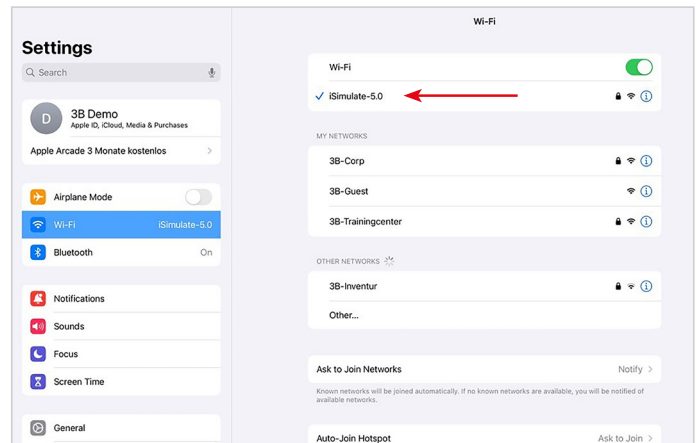 Wi-Fi
Settings
Search
D
3B Demo
Apple ID, iCloud, Media & Purchases
Apple Arcade 3 Monate kostenlos
Airplane Mode
Wi-Fi iSimulate-5.0
Bluetooth On
Notifications
Sounds
Focus
Screen Time
General
Wi-Fi
iSimulate-5.0
MY NETWORKS
3B-Corp
3B-Guest
3B-Trainingcenter
OTHER NETWORKS
3B-Inventur
Other...
Ask to Join Networks Notify
Known networks will be joined automatically. If no known networks are available, you will be notified of
available networks.
Auto-Join Hotspot Ask to Join